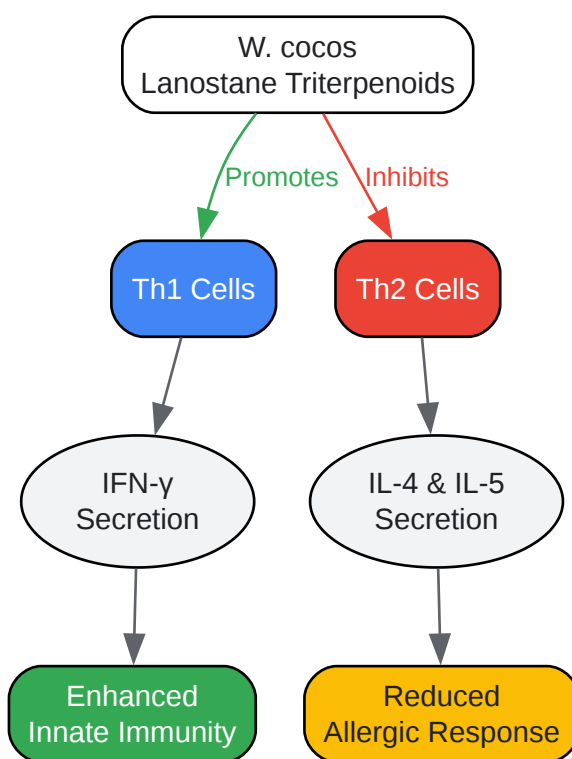 W. cocos
Lanostane Triterpenoids
Promotes
Inhibits
Th1 Cells
Th2 Cells
IFN-γ
Secretion
IL-4 & IL-5
Secretion
Enhanced
Innate Immunity
Reduced
Allergic Response